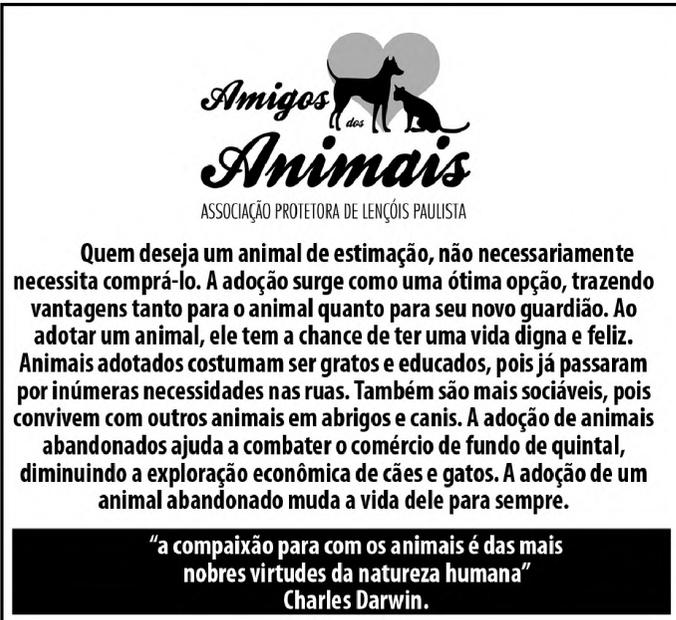 Amigos
dos
Animais
ASSOCIAÇÃO PROTETORA DE LENÇÓIS PAULISTA
Quem deseja um animal de estimação, não necessariamente
necessita comprá-lo. A adoção surge como uma ótima opção, trazendo
vantagens tanto para o animal quanto para seu novo guardião. Ao
adotar um animal, ele tem a chance de ter uma vida digna e feliz.
Animais adotados costumam ser gratos e educados, pois já passaram
por inúmeras necessidades nas ruas. Também são mais sociáveis, pois
convivem com outros animais em abrigos e canis. A adoção de animais
abandonados ajuda a combater o comércio de fundo de quintal,
diminuindo a exploração econômica de cães e gatos. A adoção de um
animal abandonado muda a vida dele para sempre.
“a compaixão para com os animais é das mais
nobres virtudes da natureza humana”
Charles Darwin.